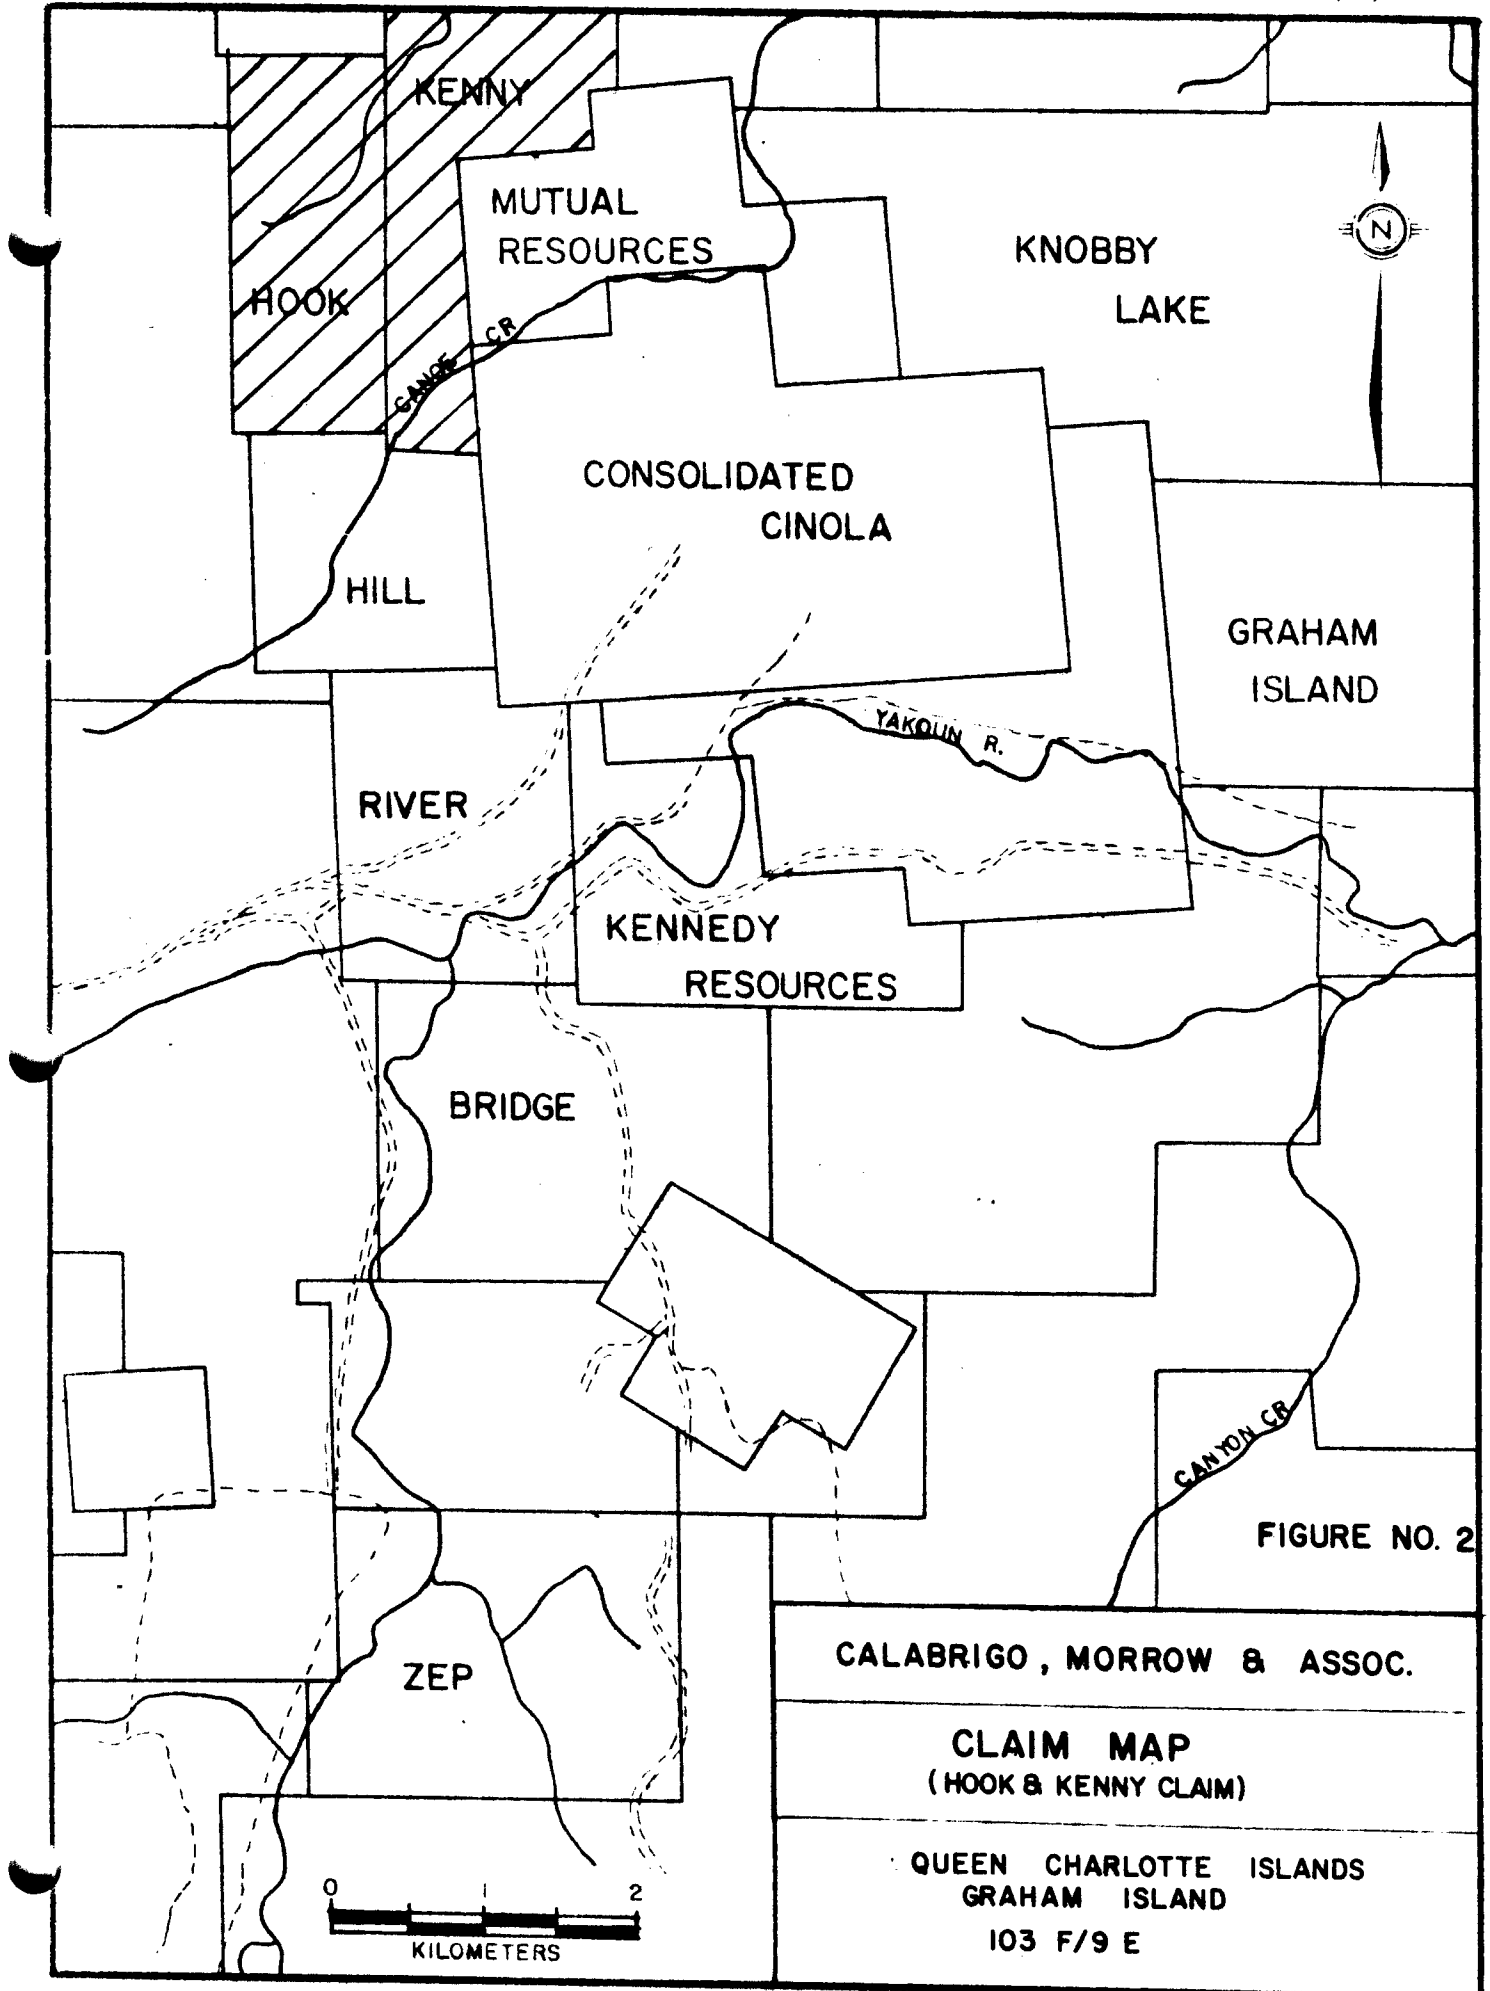 KENNY
MUTUAL
RESOURCES
N
KNOBBY
LAKE
HOOK
CANOE CR
CONSOLIDATED
CINOLA
HILL
GRAHAM
ISLAND
YAKOUN R.
RIVER
KENNEDY
RESOURCES
BRIDGE
CANYON CR
FIGURE NO. 2
ZEP
CALABRIGO, MORROW & ASSOC.
CLAIM MAP
(HOOK & KENNY CLAIM)
QUEEN CHARLOTTE ISLANDS
GRAHAM ISLAND
103 F/9 E
0 1 2
KILOMETERS